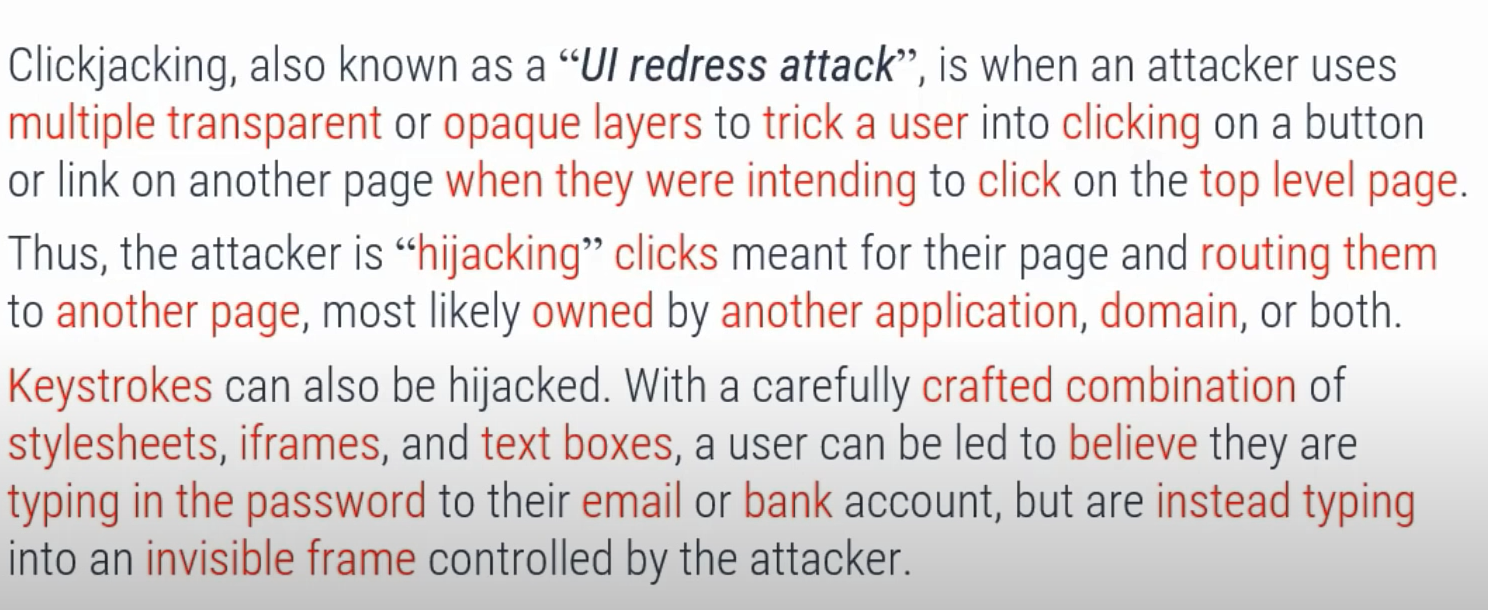 Clickjacking, also known as a “UI redress attack”, is when an attacker uses
multiple transparent or opaque layers to trick a user into clicking on a button
or link on another page when they were intending to click on the top level page.
Thus, the attacker is “hijacking” clicks meant for their page and routing them
to another page, most likely owned by another application, domain, or both.
Keystrokes can also be hijacked. With a carefully crafted combination of
stylesheets, iframes, and text boxes, a user can be led to believe they are
typing in the password to their email or bank account, but are instead typing
into an invisible frame controlled by the attacker.